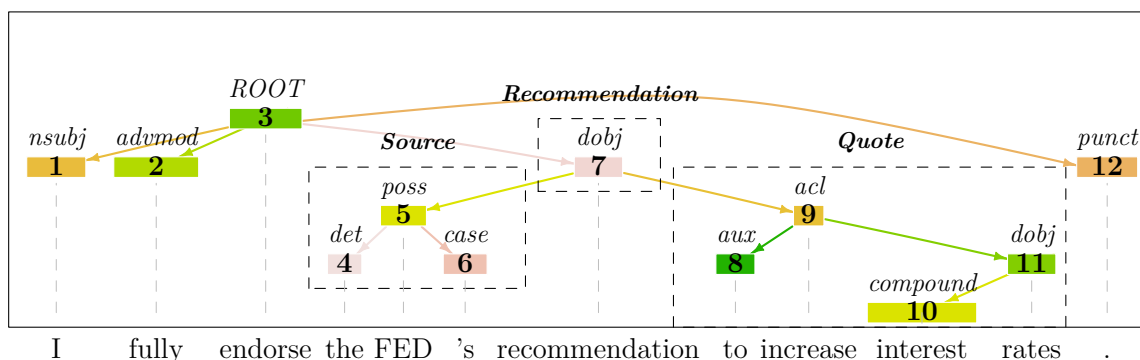 ROOT Recommendation
3
nsubj advmod Source dobj Quote punct
1 2 7 12
poss acl
5 9
det case aux dobj
4 6 8 11
compound
10
I fully endorse the FED 's recommendation to increase interest rates .